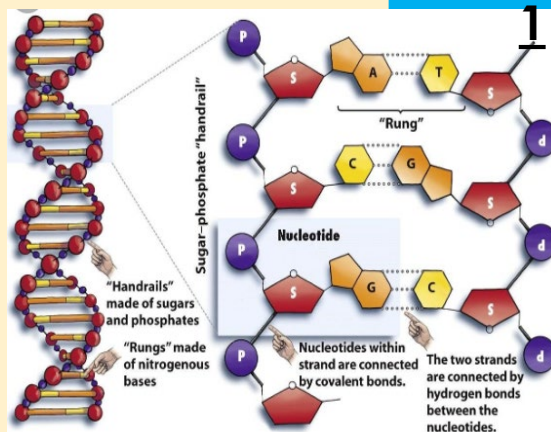 1
P
A
T
S
S
"Rung"
Sugar–phosphate "handrail"
P
P
C
G
S
S
Nucleotide
P
P
S
G
C
S
"Handrails"
made of sugars
and phosphates
"Rungs" made
of nitrogenous
bases
P
P
Nucleotides within
strand are connected
by covalent bonds.
The two strands
are connected by
hydrogen bonds
between the
nucleotides.